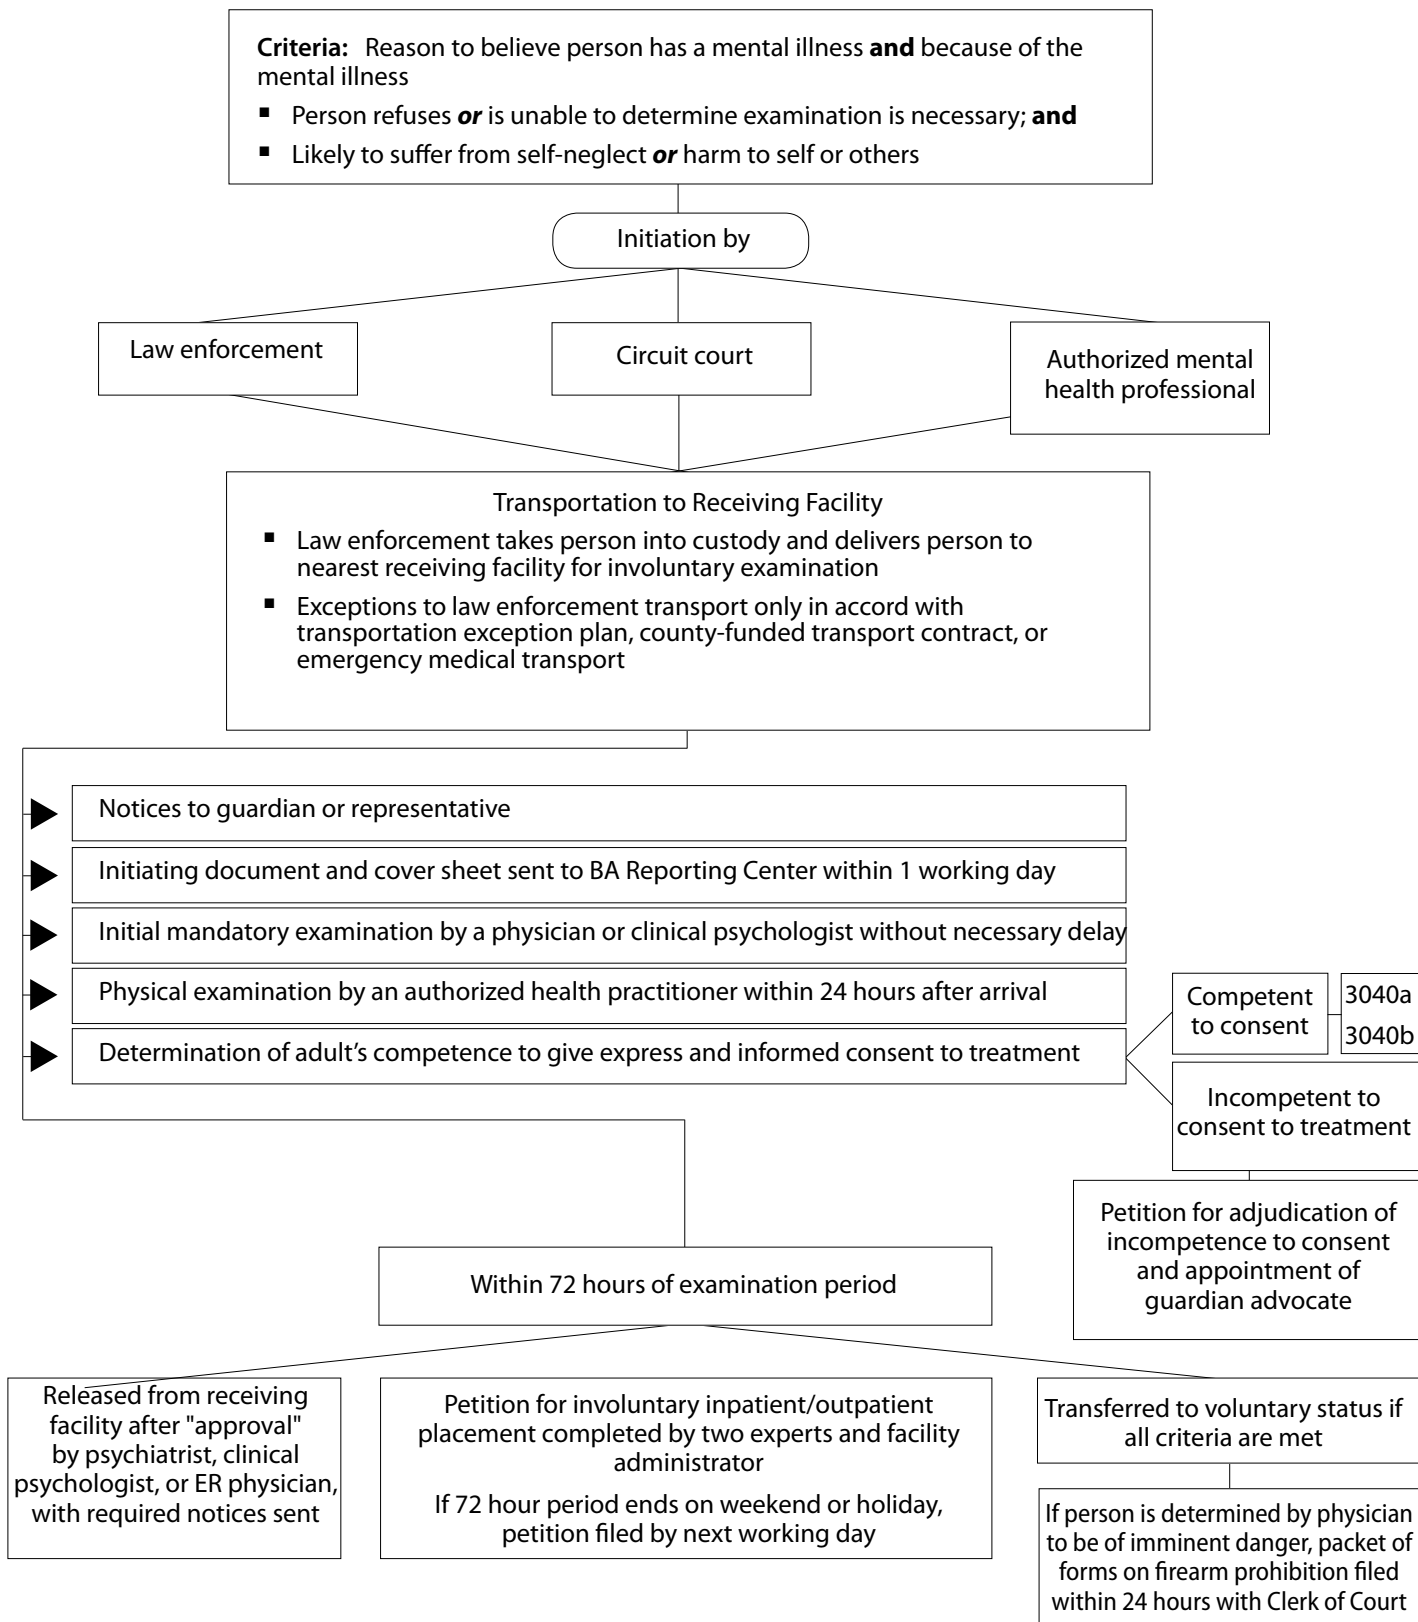 Criteria: Reason to believe person has a mental illness and because of the
mental illness
▪ Person refuses or is unable to determine examination is necessary; and
▪ Likely to suffer from self-neglect or harm to self or others
Initiation by
Law enforcement
Circuit court
Authorized mental
health professional
Transportation to Receiving Facility
▪ Law enforcement takes person into custody and delivers person to
nearest receiving facility for involuntary examination
▪ Exceptions to law enforcement transport only in accord with
transportation exception plan, county-funded transport contract, or
emergency medical transport
Notices to guardian or representative
Initiating document and cover sheet sent to BA Reporting Center within 1 working day
Initial mandatory examination by a physician or clinical psychologist without necessary delay
Physical examination by an authorized health practitioner within 24 hours after arrival
Determination of adult’s competence to give express and informed consent to treatment
Competent
to consent
3040a
3040b
Incompetent to
consent to treatment
Petition for adjudication of
incompetence to consent
and appointment of
guardian advocate
Within 72 hours of examination period
Released from receiving
facility after "approval"
by psychiatrist, clinical
psychologist, or ER physician,
with required notices sent
Petition for involuntary inpatient/outpatient
placement completed by two experts and facility
administrator
If 72 hour period ends on weekend or holiday,
petition filed by next working day
Transferred to voluntary status if
all criteria are met
If person is determined by physician
to be of imminent danger, packet of
forms on firearm prohibition filed
within 24 hours with Clerk of Court